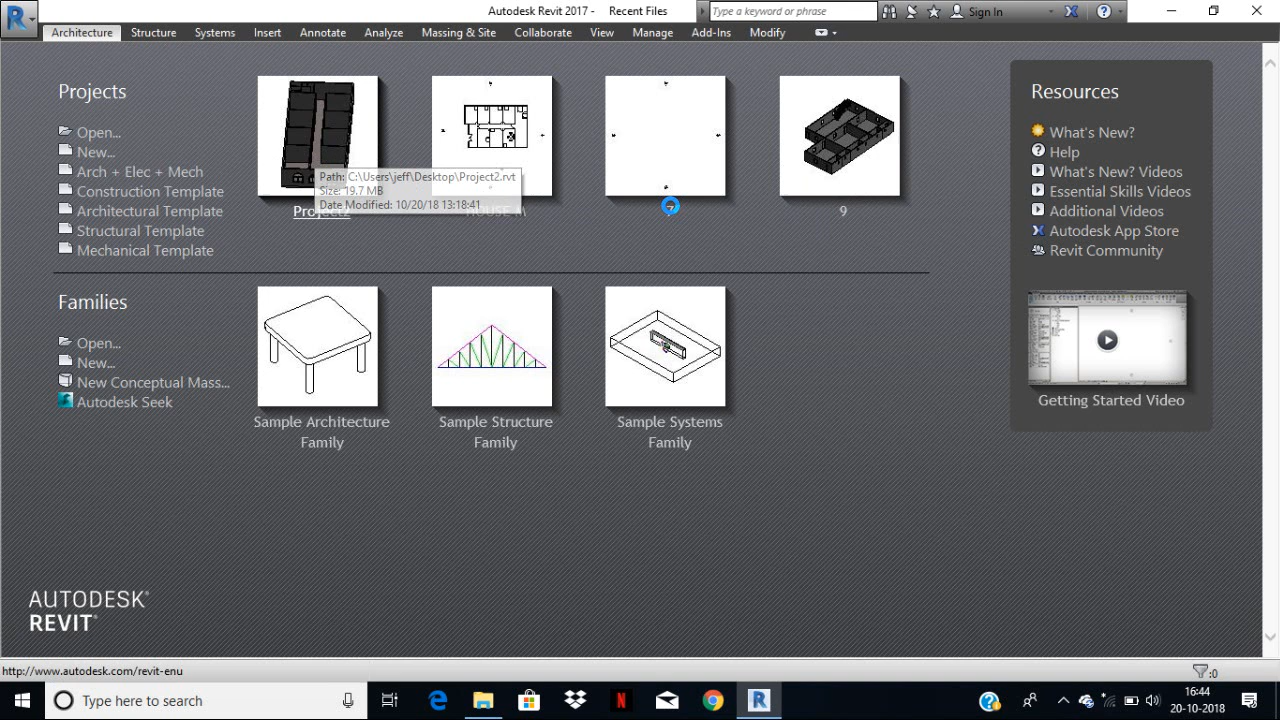 Autodesk Revit 2017 - Recent Files
Type a keyword or phrase
Sign In
Architecture Structure Systems Insert Annotate Analyze Massing & Site Collaborate View Manage Add-Ins Modify
Projects
Open...
New...
Arch + Elec + Mech
Construction Template
Architectural Template
Structural Template
Mechanical Template
Path: C:\Users\jeff\Desktop\Project2.rvt
Size: 19.7 MB
Date Modified: 10/20/18 13:18:41
Project2
HOUSE
9
Families
Open...
New...
New Conceptual Mass...
Autodesk Seek
Sample Architecture
Family
Sample Structure
Family
Sample Systems
Family
Resources
What's New?
Help
What's New? Videos
Essential Skills Videos
Additional Videos
Autodesk App Store
Revit Community
Getting Started Video
AUTODESK®
REVIT®
http://www.autodesk.com/revit-enu
:0
Type here to search
16:44
20-10-2018